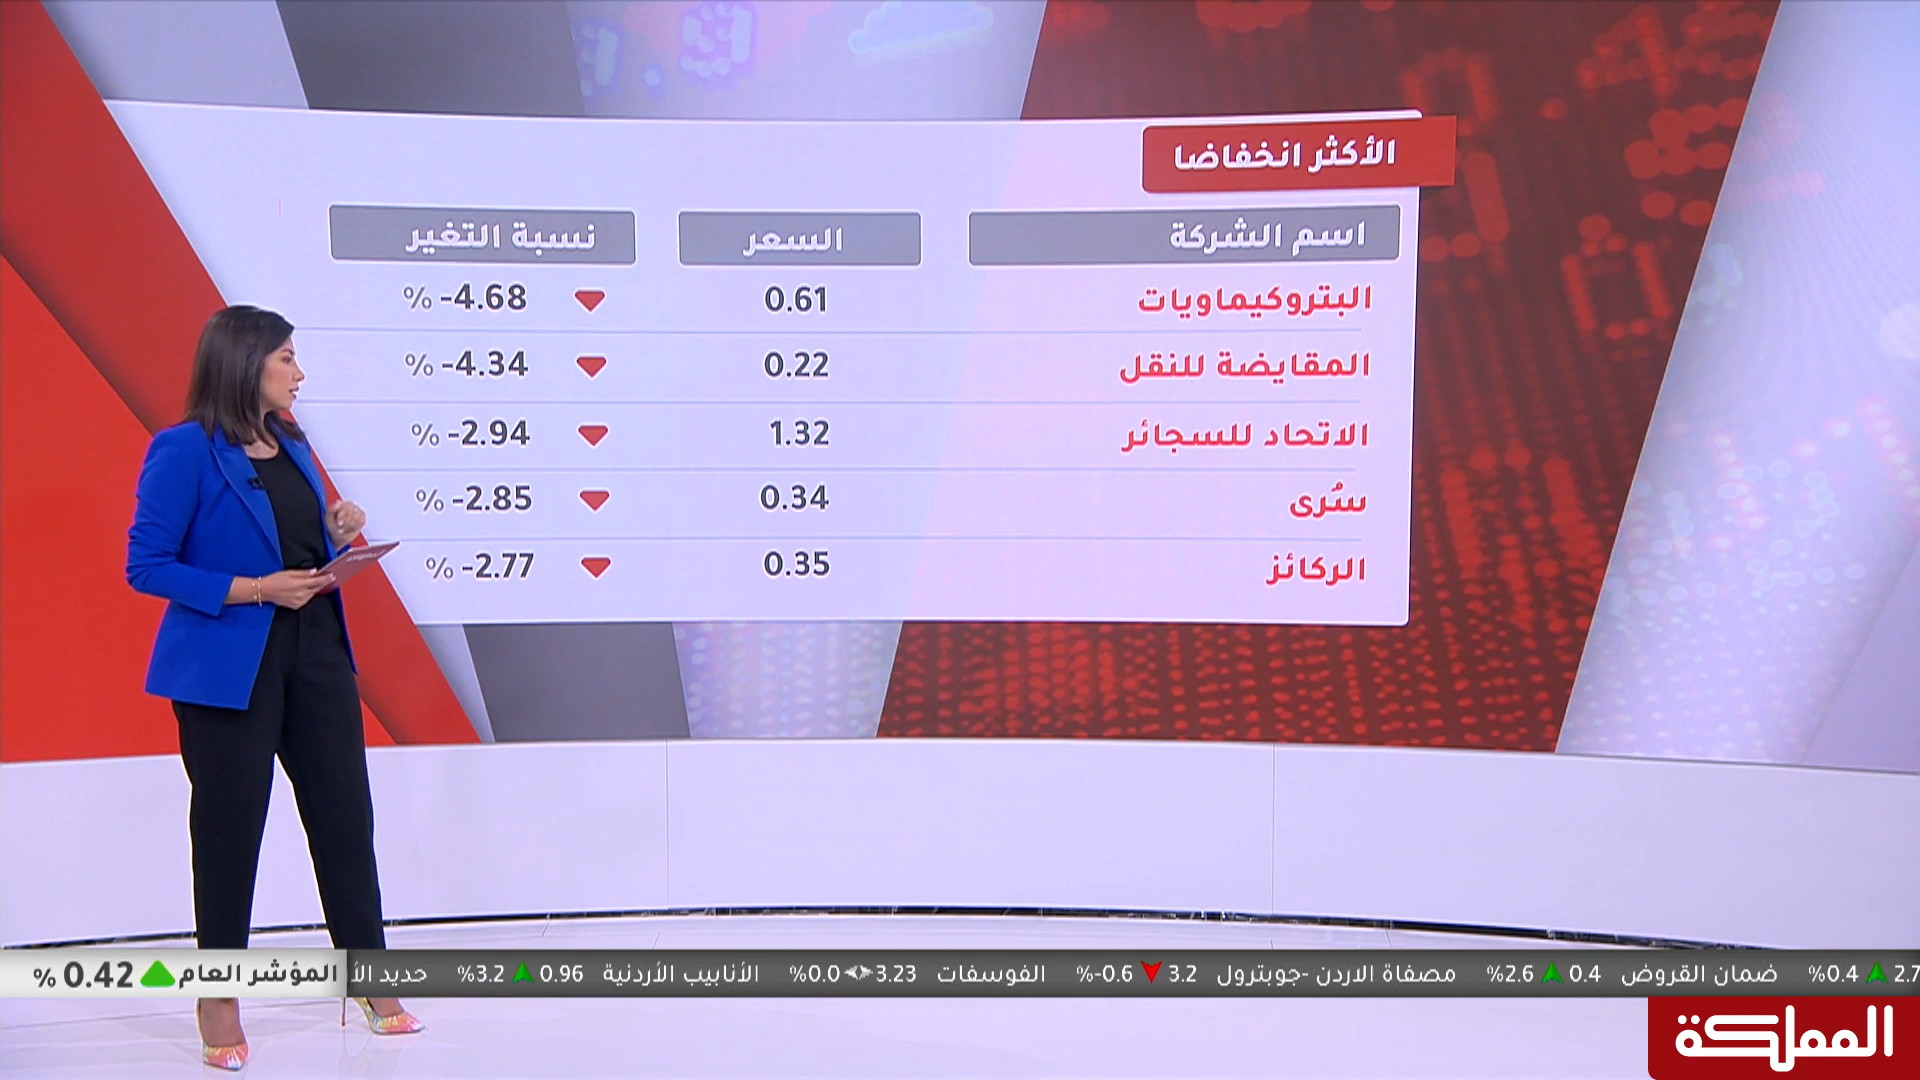 الأكثر انخفاضا
اسم الشركة السعر نسبة التغير
البتروكيماويات 0.61 -4.68 %
المقايضة للنقل 0.22 -4.34 %
الاتحاد للسجائر 1.32 -2.94 %
سُرى 0.34 -2.85 %
الركائز 0.35 -2.77 %
%0.4 ضمان القروض 0.4 %2.6 مصفاة الاردن -جوبترول 3.2 %-0.6 الفوسفات 3.23 %0.0 الأنابيب الأردنية 0.96 %3.2 حديد
المؤشر العام 0.42 %
المملكة